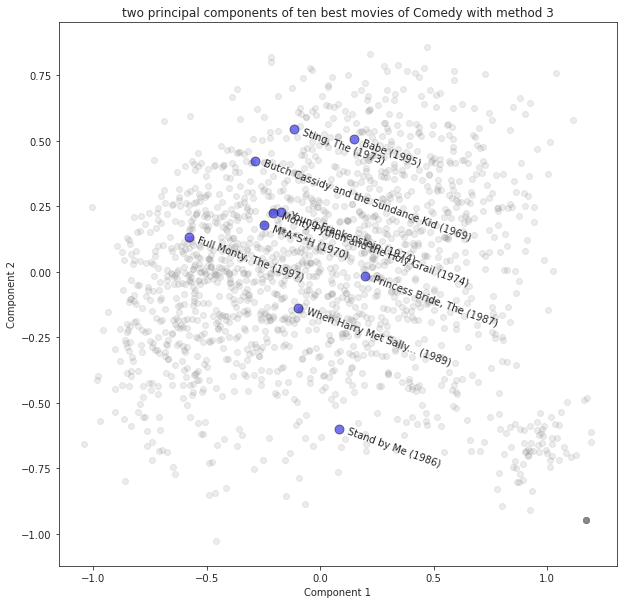 two principal components of ten best movies of Comedy with method 3
0.75
0.50
0.25
0.00
−0.25
−0.50
−0.75
−1.00
Component 2
Sting, The (1973)
Babe (1995)
Butch Cassidy and the Sundance Kid (1969)
Young Frankenstein (1974)
Monty Python and the Holy Grail (1974)
M*A*S*H (1970)
Full Monty, The (1997)
Princess Bride, The (1987)
When Harry Met Sally... (1989)
Stand by Me (1986)
−1.0
−0.5
0.0
0.5
1.0
Component 1